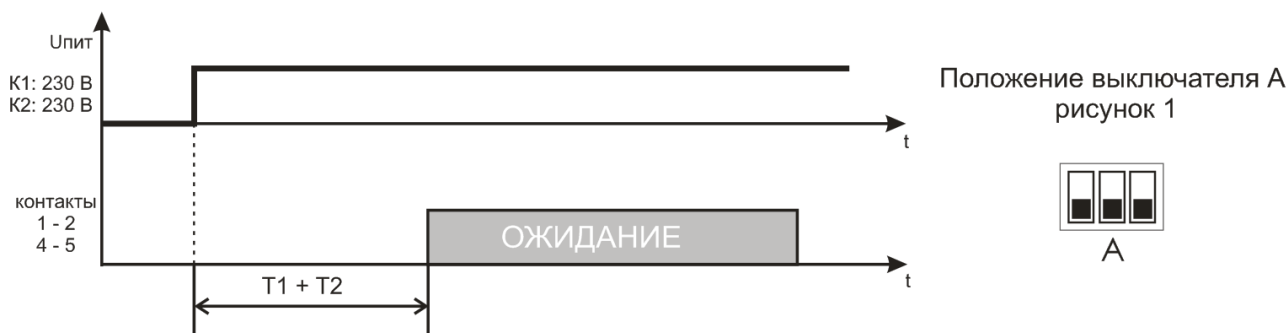 Uпит
К1: 230 В
К2: 230 В
t
Положение выключателя А
рисунок 1
контакты
1 - 2
4 - 5
ОЖИДАНИЕ
t
T1 + T2
A